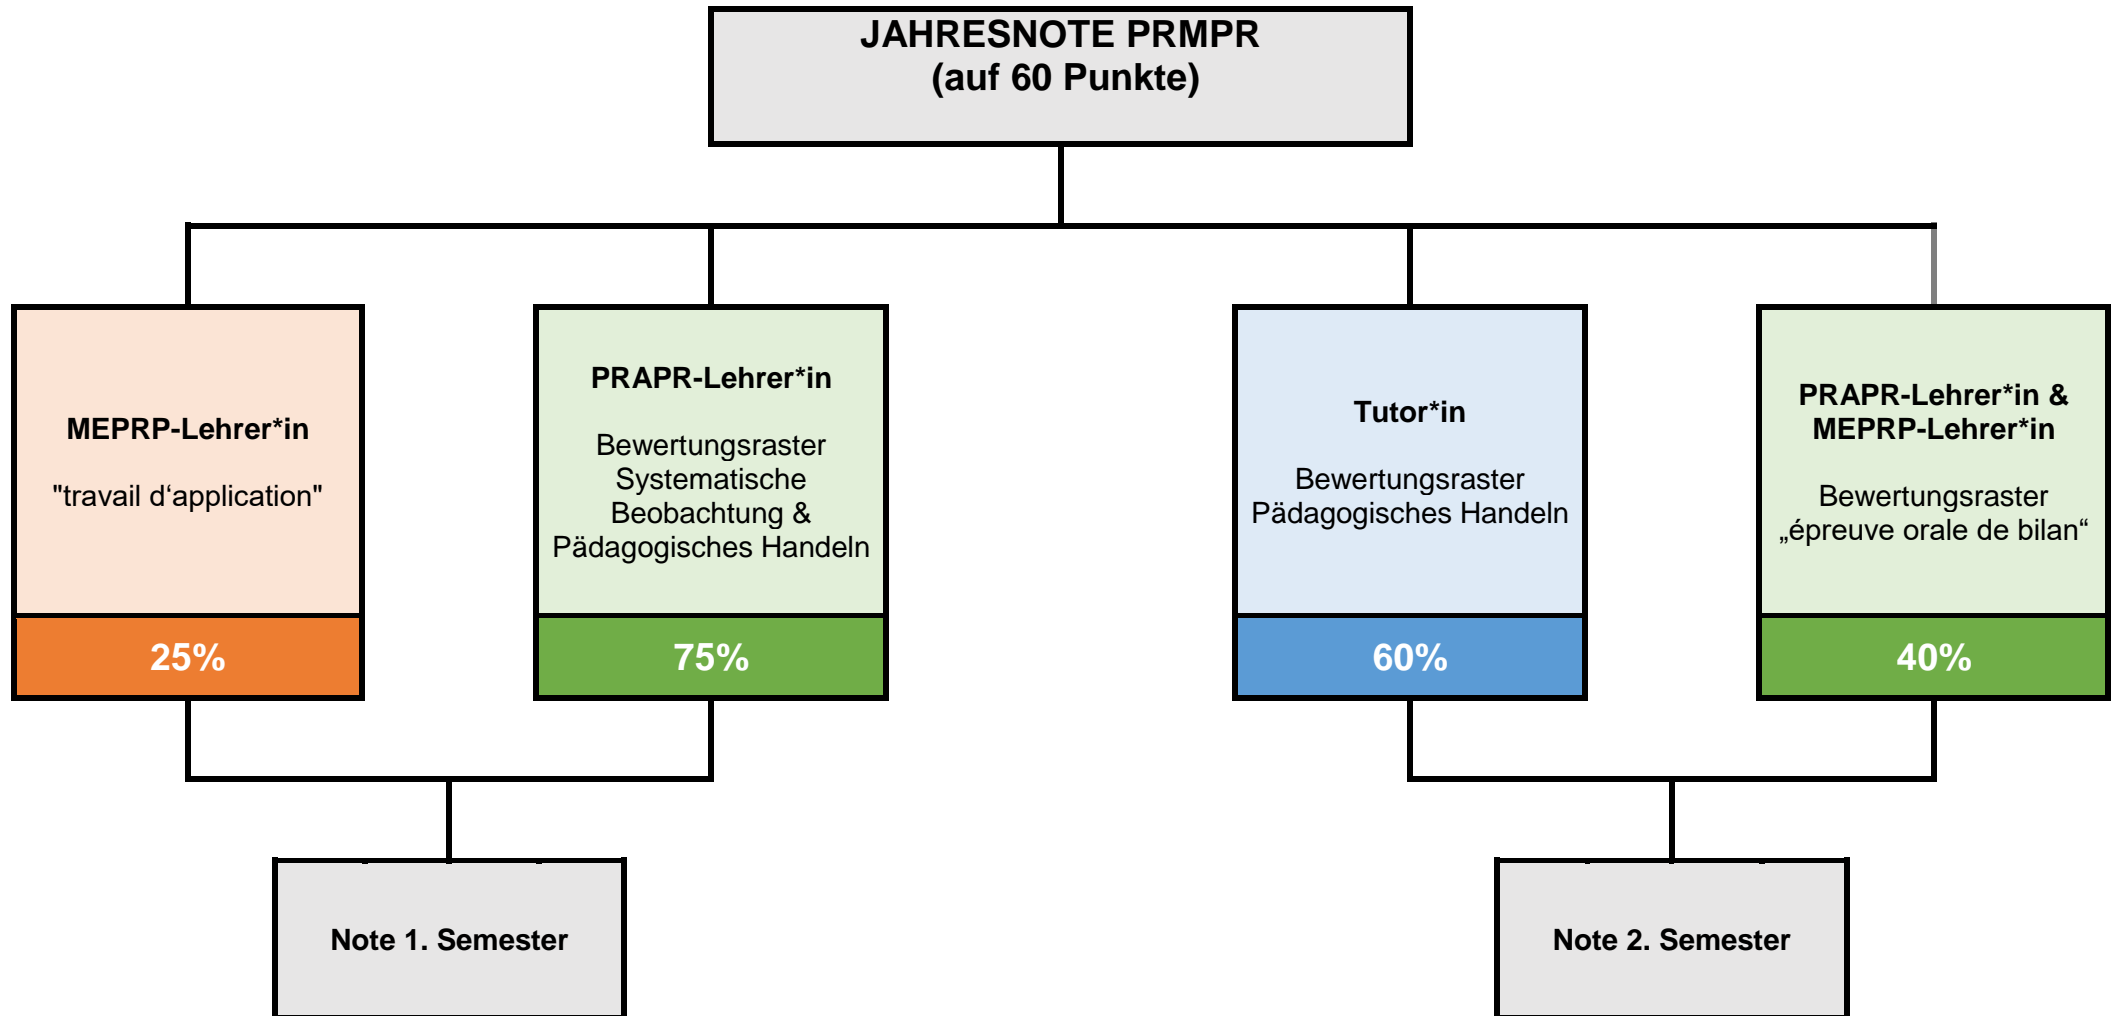 JAHRESNOTE PRMPR
(auf 60 Punkte)
MEPRP-Lehrer*in
"travail d‘application"
25%
PRAPR-Lehrer*in
Bewertungsraster
Systematische
Beobachtung &
Pädagogisches Handeln
75%
Tutor*in
Bewertungsraster
Pädagogisches Handeln
60%
PRAPR-Lehrer*in &
MEPRP-Lehrer*in
Bewertungsraster
„épreuve orale de bilan“
40%
Note 1. Semester
Note 2. Semester